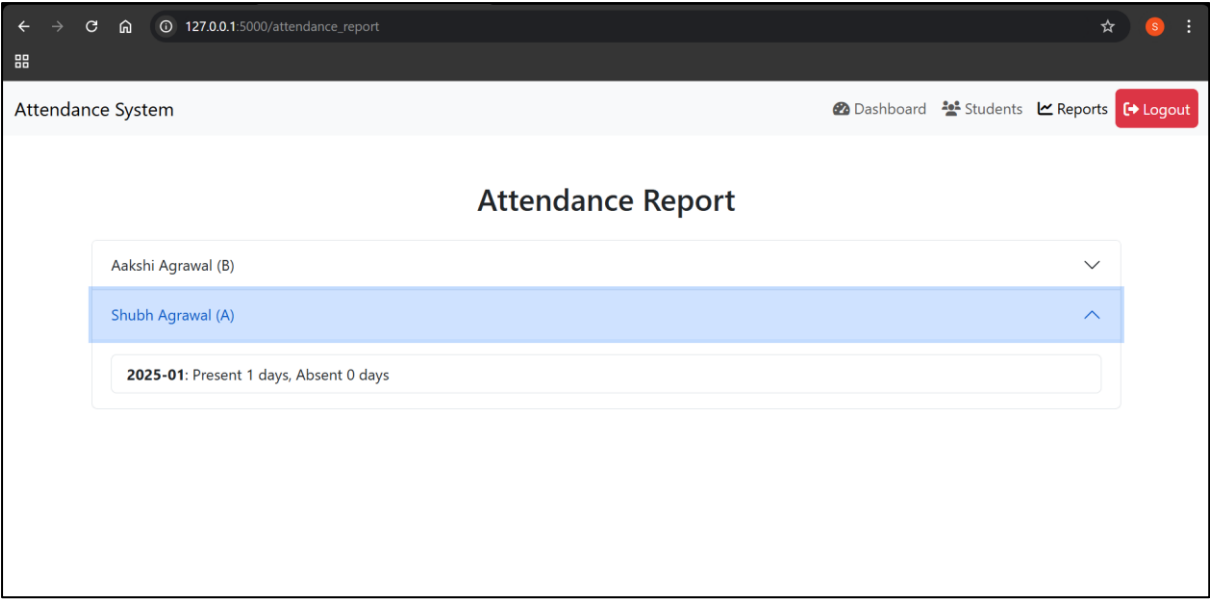 127.0.0.1:5000/attendance_report
S
Attendance System Dashboard Students Reports Logout
Attendance Report
Aakshi Agrawal (B)
Shubh Agrawal (A)
2025-01: Present 1 days, Absent 0 days